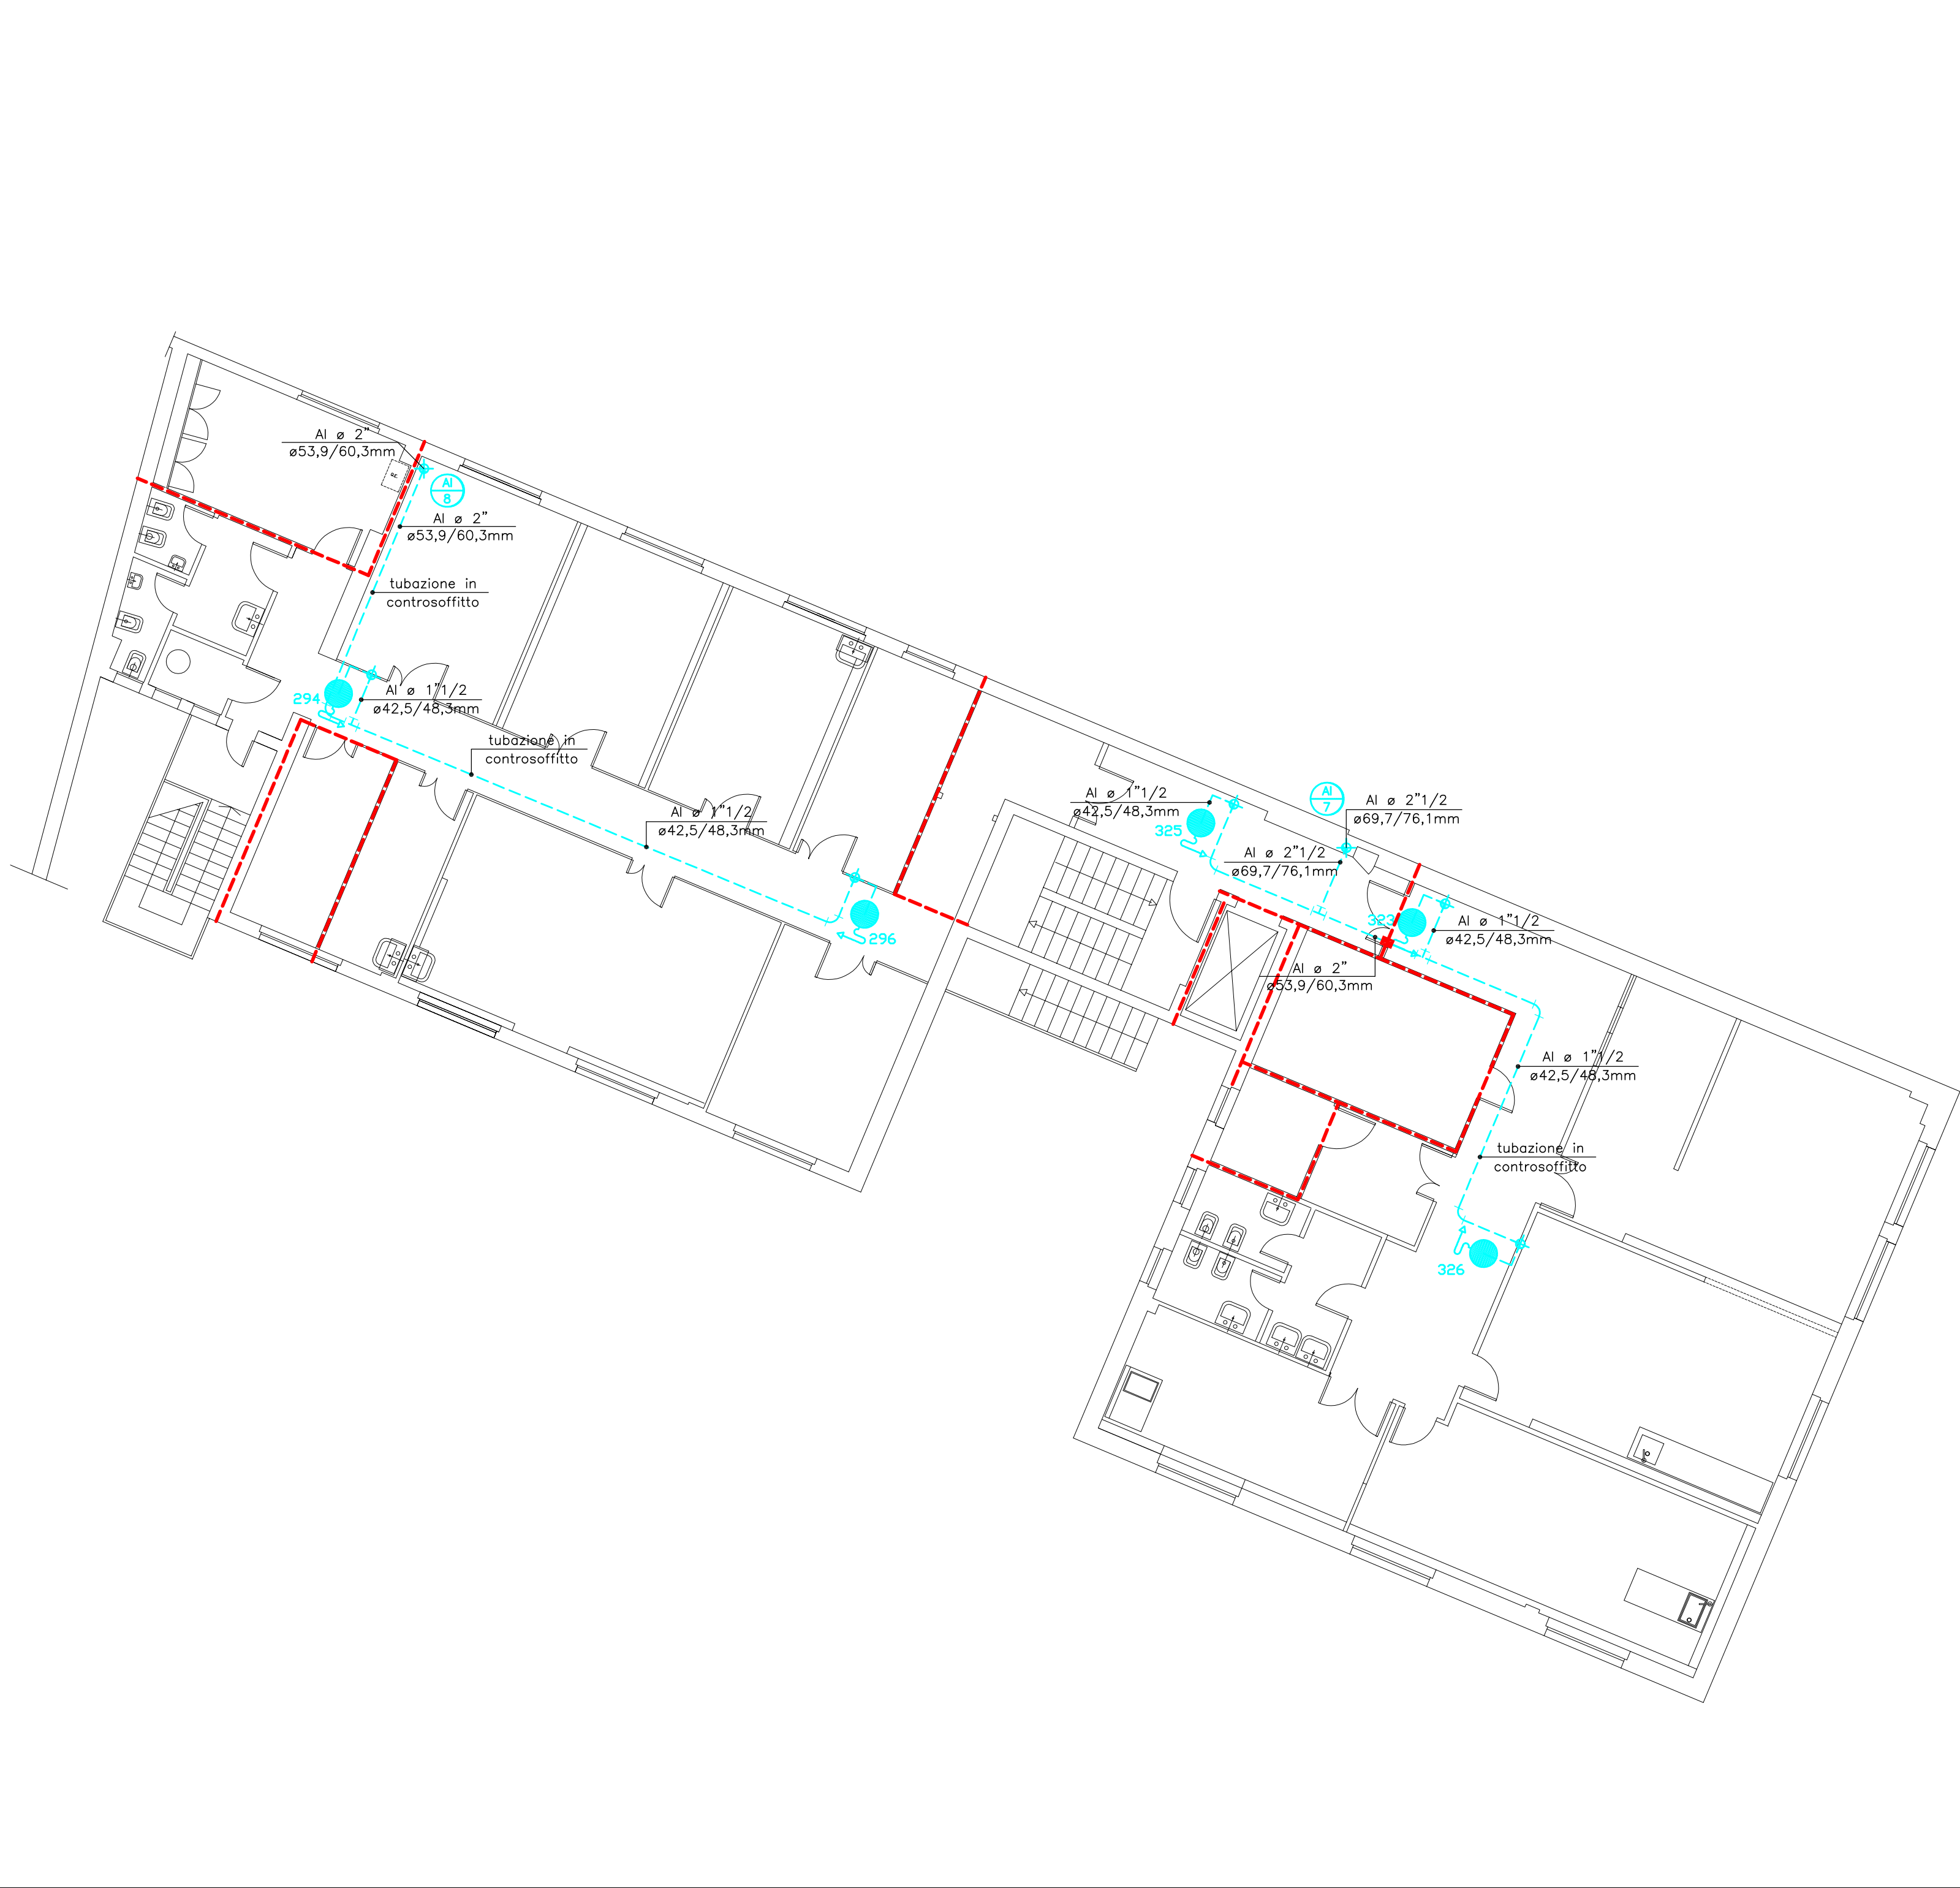 AI ø 2"
ø53,9/60,3mm
AI
8
AI ø 2"
ø53,9/60,3mm
tubazione in
controsoffitto
294
AI ø 1"1/2
ø42,5/48,3mm
tubazione in
controsoffitto
AI ø 1"1/2
ø42,5/48,3mm
296
AI ø 1"1/2
ø42,5/48,3mm
325
AI
7
AI ø 2"1/2
ø69,7/76,1mm
AI ø 2"1/2
ø69,7/76,1mm
323
AI ø 1"1/2
ø42,5/48,3mm
AI ø 2"
ø53,9/60,3mm
AI ø 1"1/2
ø42,5/48,3mm
tubazione in
controsoffitto
326